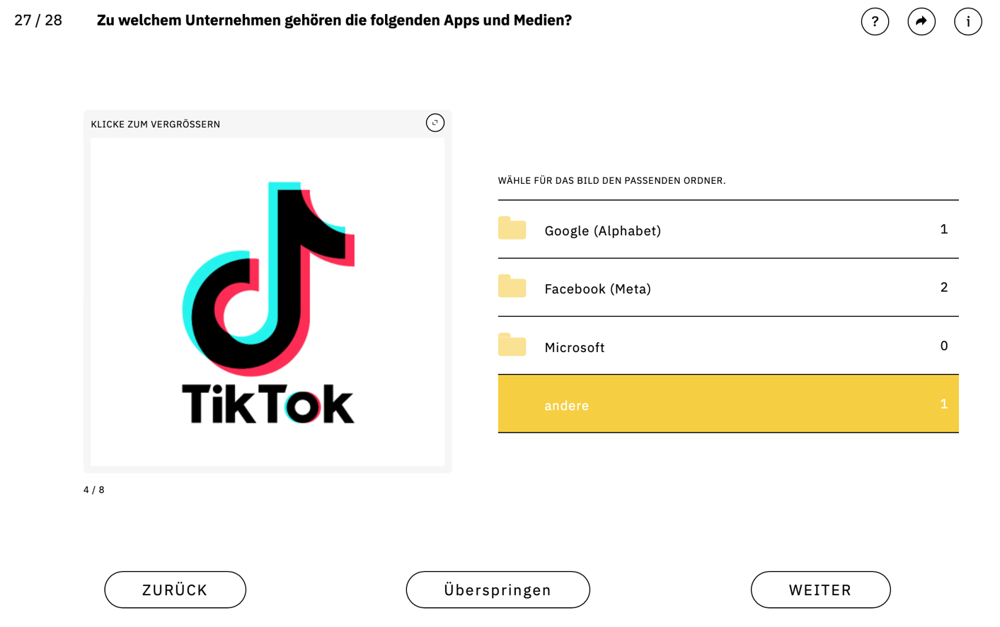 27 / 28
Zu welchem Unternehmen gehören die folgenden Apps und Medien?
?
i
KLICKE ZUM VERGRÖSSERN
TikTok
4 / 8
WÄHLE FÜR DAS BILD DEN PASSENDEN ORDNER.
Google (Alphabet) 1
Facebook (Meta) 2
Microsoft 0
andere 1
ZURÜCK
Überspringen
WEITER